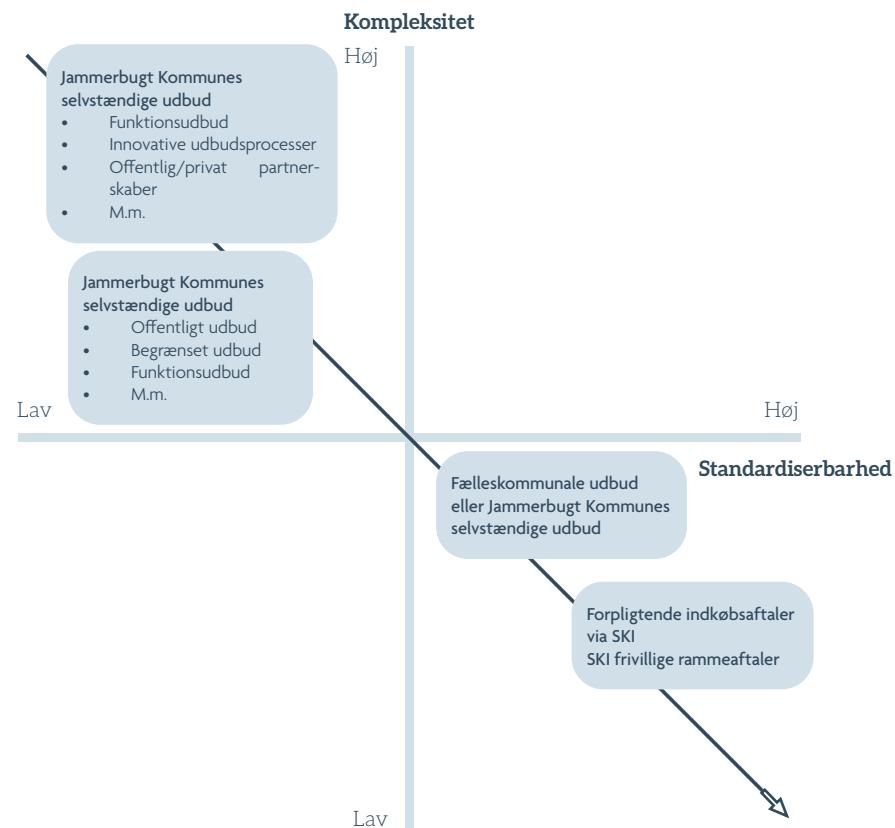 Kompleksitet
Høj
Jammerbugt Kommunes
selvstændige udbud
• Funktionsudbud
• Innovative udbudsprocesser
• Offentlig/privat partner-
skaber
• M.m.
Jammerbugt Kommunes
selvstændige udbud
• Offentligt udbud
• Begrænset udbud
• Funktionsudbud
• M.m.
Lav
Høj
Standardiserbarhed
Fælleskommunale udbud
eller Jammerbugt Kommunes
selvstændige udbud
Forpligtende indkøbsaftaler
via SKI
SKI frivillige rammeaftaler
Lav